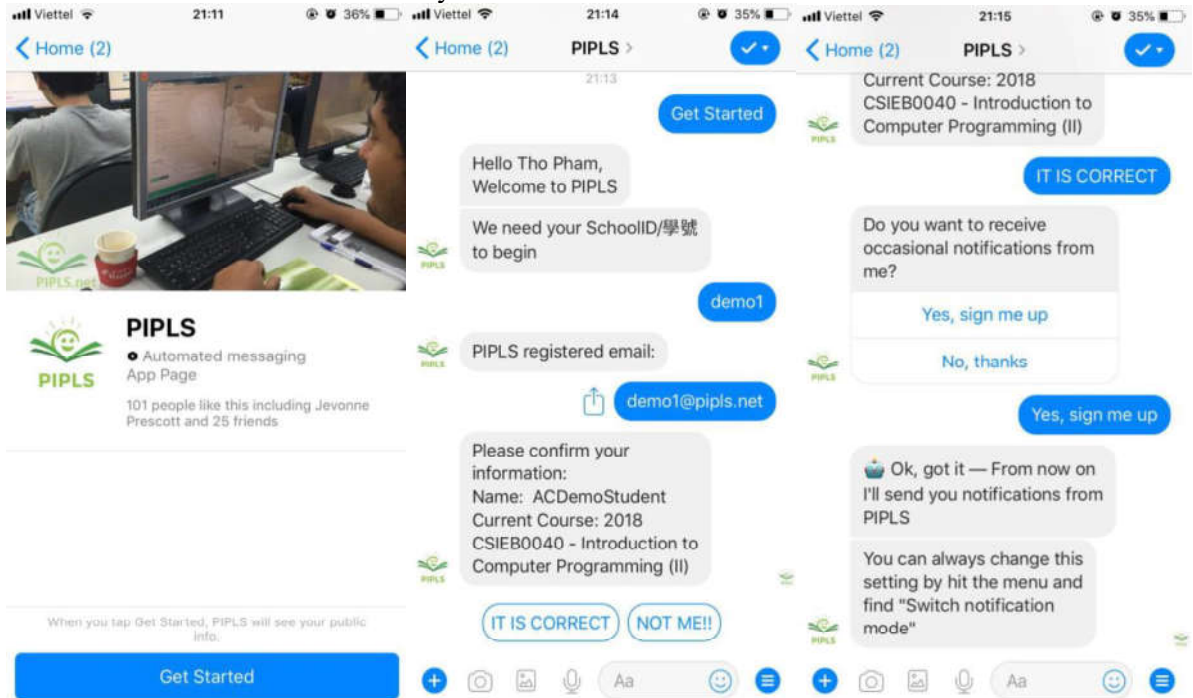 Viettel 21:11 36%
Home (2)
PIPLS.net
PIPLS
PIPLS
Automated messaging
App Page
101 people like this including Jevonne
Prescott and 25 friends
When you tap Get Started, PIPLS will see your public
info.
Get Started
Viettel 21:14 35%
Home (2) PIPLS
21:13
Get Started
Hello Tho Pham,
Welcome to PIPLS
We need your SchoolID/學號
to begin
PIPLS
demo1
PIPLS registered email:
PIPLS
demo1@pipls.net
Please confirm your
information:
Name: ACDemoStudent
Current Course: 2018
CSIEB0040 - Introduction to
Computer Programming (II)
PIPLS
IT IS CORRECT NOT ME!!
Aa
Viettel 21:15 35%
Home (2) PIPLS
Current Course: 2018
CSIEB0040 - Introduction to
Computer Programming (II)
PIPLS
IT IS CORRECT
Do you want to receive
occasional notifications from
me?
Yes, sign me up
No, thanks
PIPLS
Yes, sign me up
Ok, got it — From now on
I'll send you notifications from
PIPLS
You can always change this
setting by hit the menu and
find "Switch notification
mode"
PIPLS
Aa